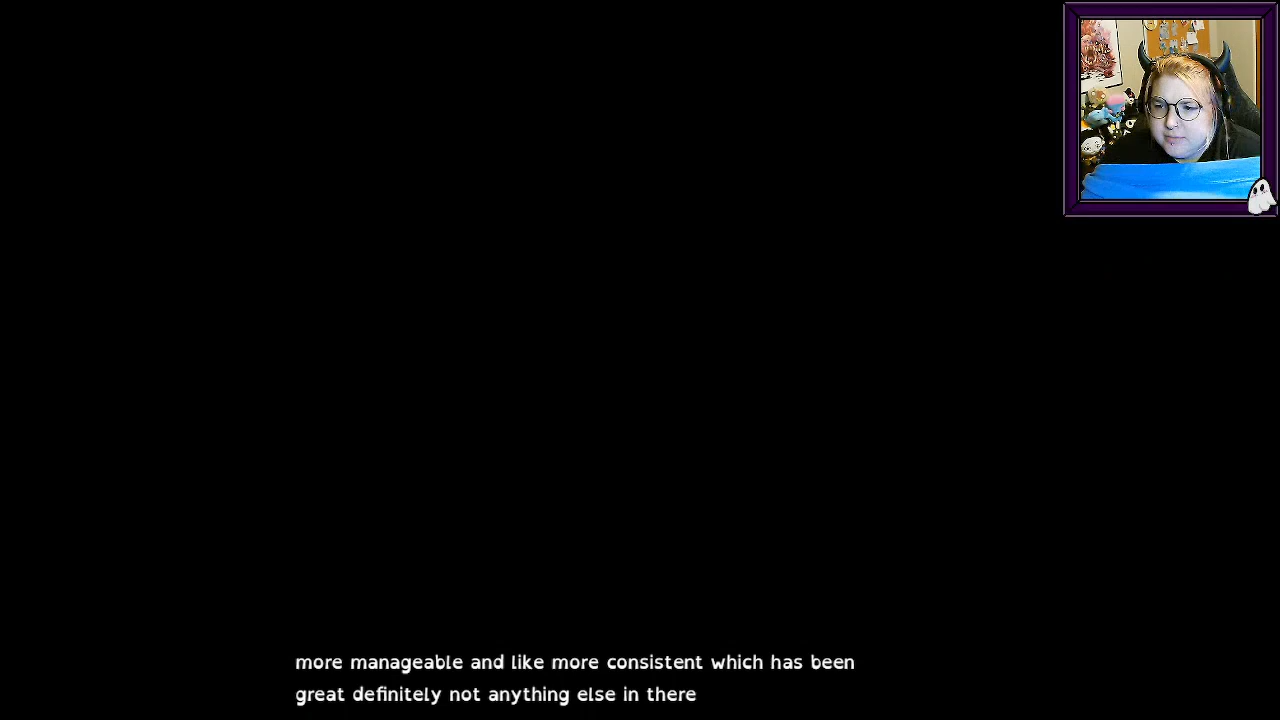 more manageable and like more consistent which has been
great definitely not anything else in there